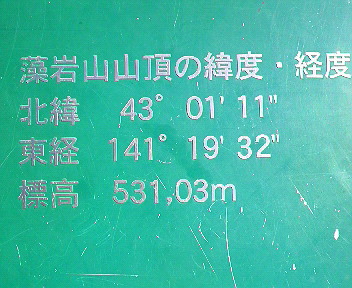 藻岩山山頂の緯度・経度
北緯 43° 01' 11"
東経 141° 19' 32"
標高 531,03m